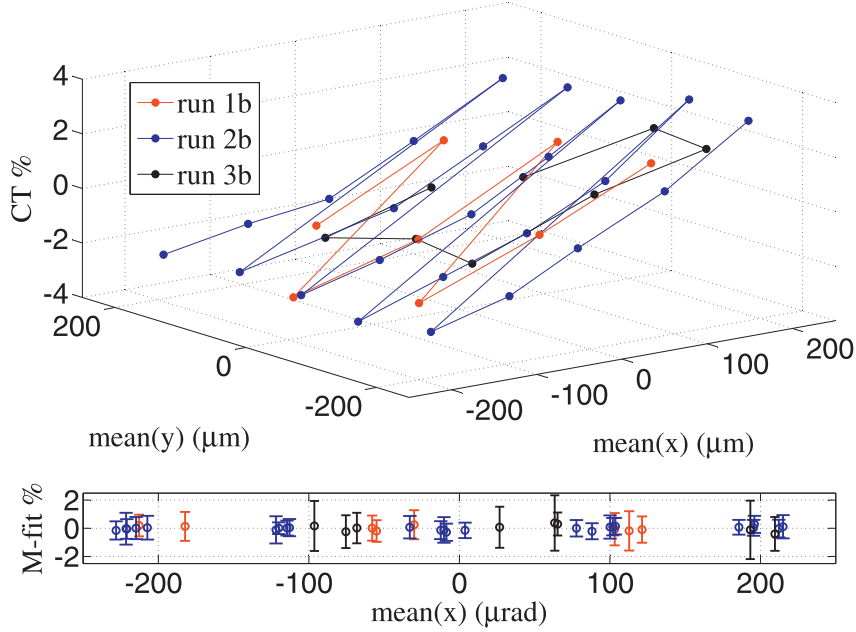 4
2
0
-2
-4
CT %
run 1b
run 2b
run 3b
200
0
-200
mean(y) (μm)
-200
-100
0
100
200
mean(x) (μm)
2
0
-2
M-fit %
-200
-100
0
100
200
mean(x) (μrad)